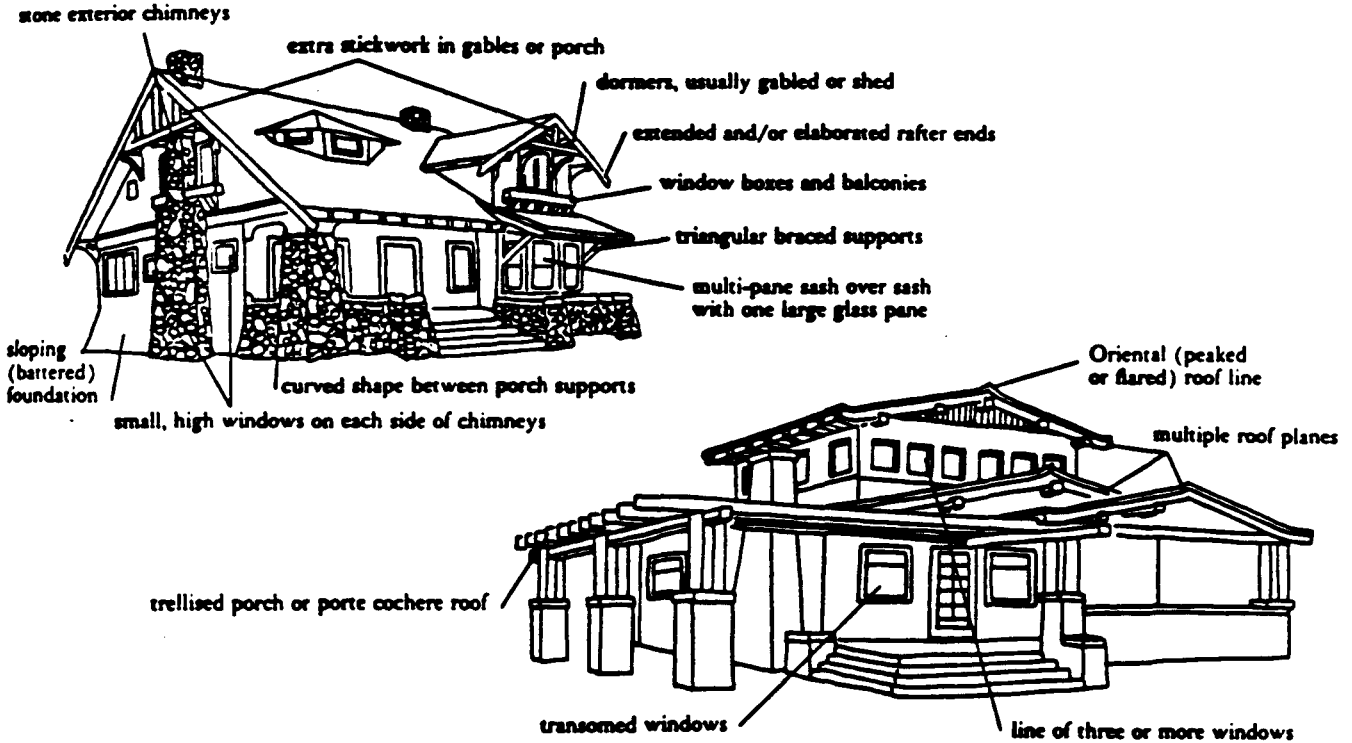 stone exterior chimneys
extra stickwork in gables or porch
dormers, usually gabled or shed
extended and/or elaborated rafter ends
window boxes and balconies
triangular braced supports
multi-pane sash over sash
with one large glass pane
sloping
(battered)
foundation
curved shape between porch supports
small, high windows on each side of chimneys
Oriental (peaked
or flared) roof line
multiple roof planes
trellised porch or porte cochere roof
transomed windows
line of three or more windows